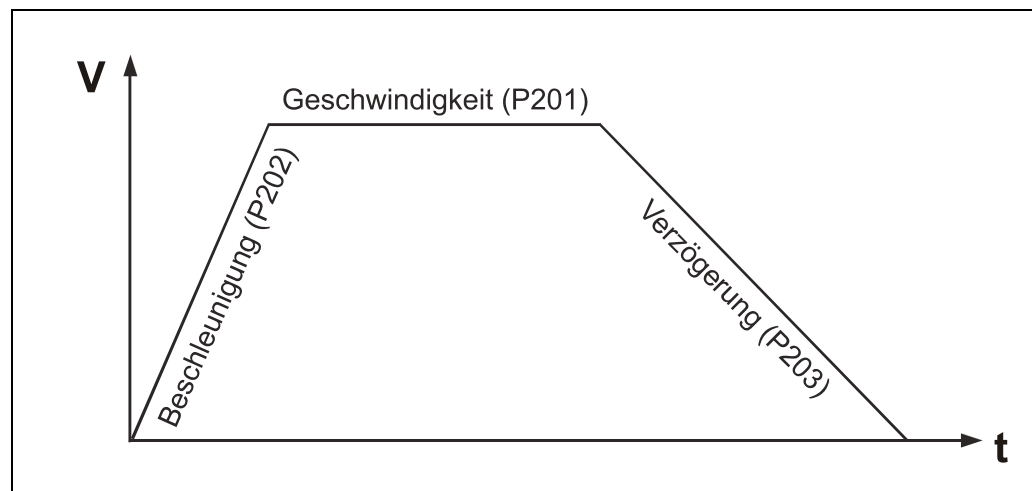 V
Geschwindigkeit (P201)
Beschleunigung (P202)
Verzögerung (P203)
t